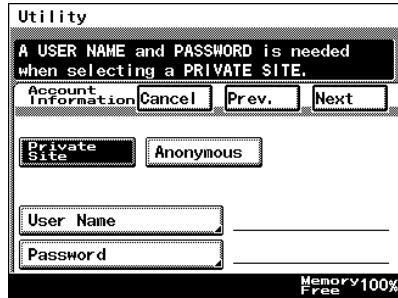 Utility
A USER NAME and PASSWORD is needed
when selecting a PRIVATE SITE.
Account
Information Cancel Prev. Next
Private
Site
Anonymous
User Name
Password
Memory
Free 100%